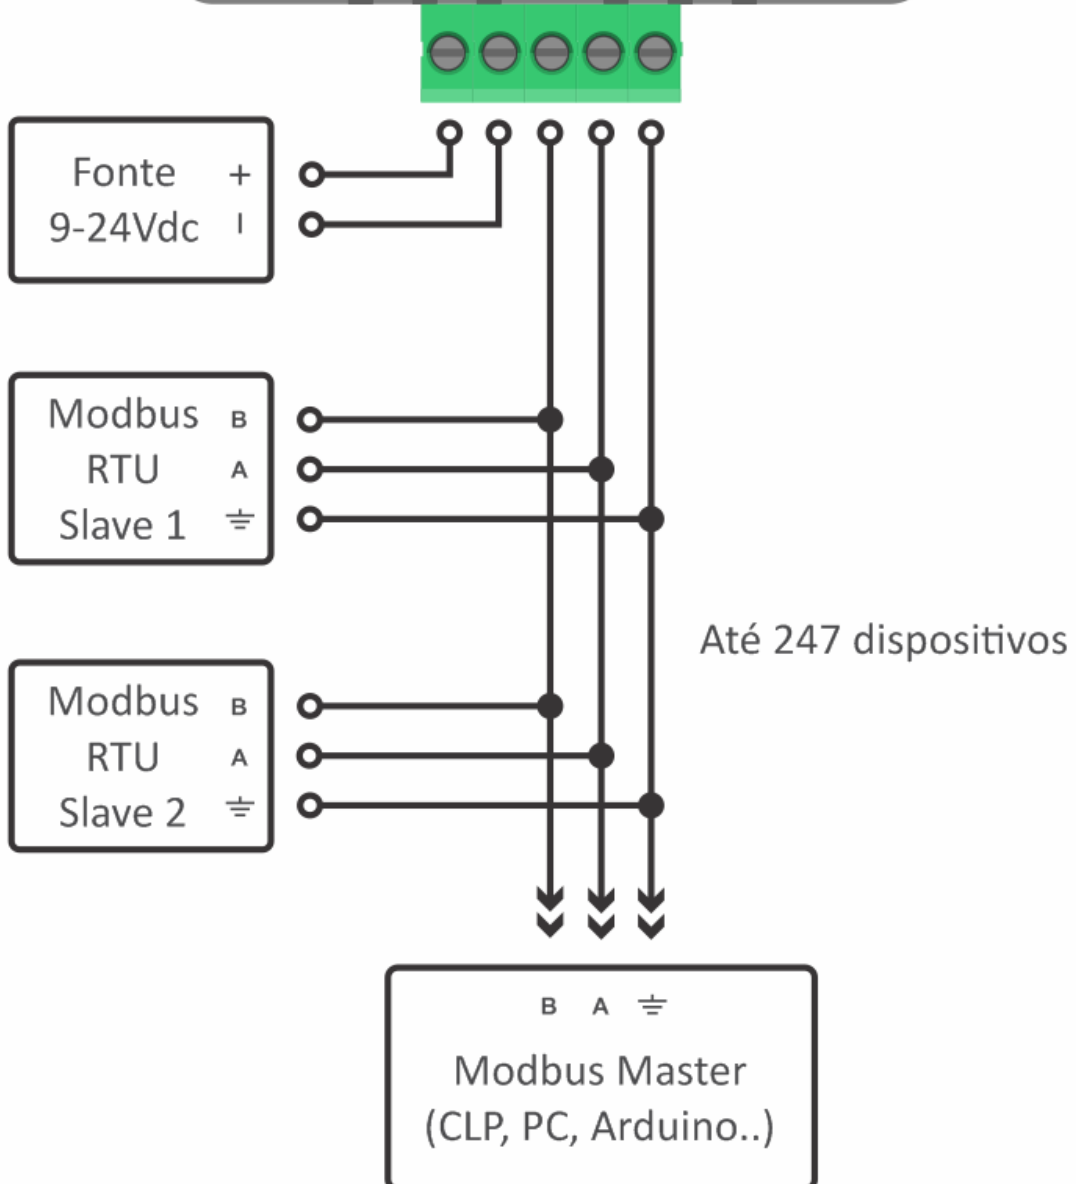 Fonte +
9-24Vdc –
Modbus B
RTU A
Slave 1
Até 247 dispositivos
Modbus B
RTU A
Slave 2
B A
Modbus Master
(CLP, PC, Arduino..)